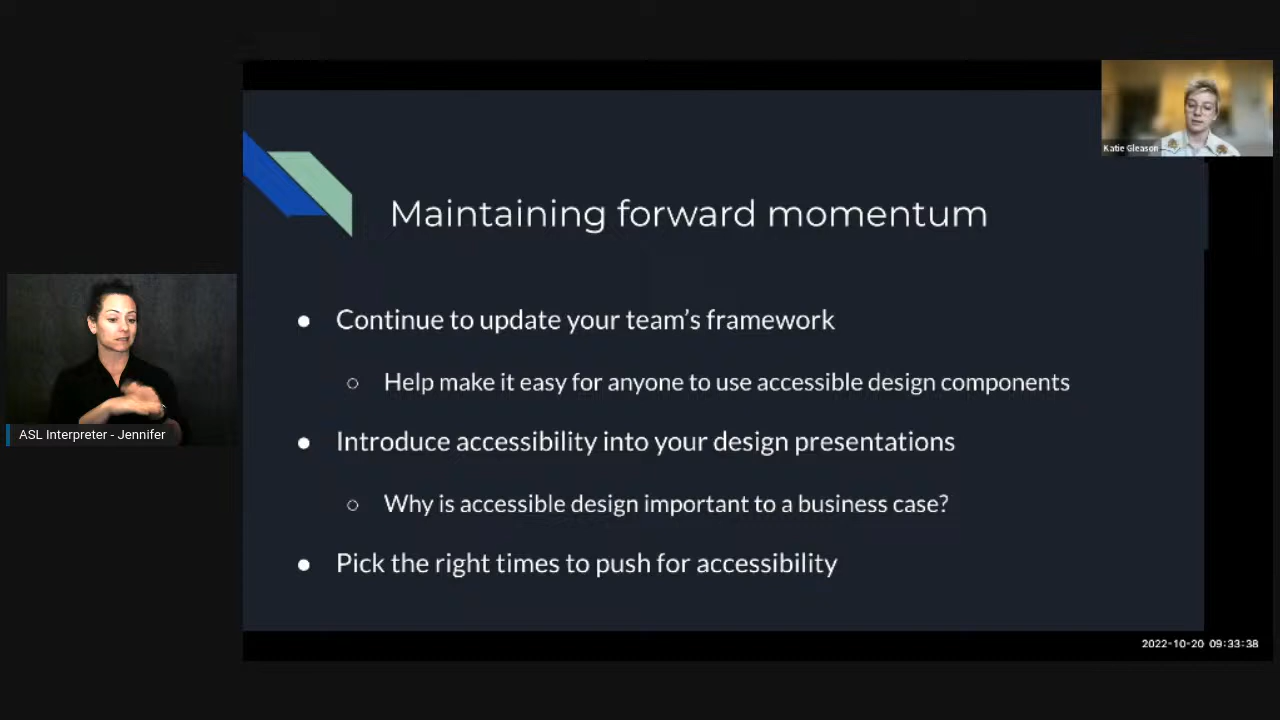 Katie Gleason
Maintaining forward momentum
● Continue to update your team's framework
○ Help make it easy for anyone to use accessible design components
● Introduce accessibility into your design presentations
○ Why is accessible design important to a business case?
● Pick the right times to push for accessibility
ASL Interpreter - Jennifer
2022-10-20 09:33:38